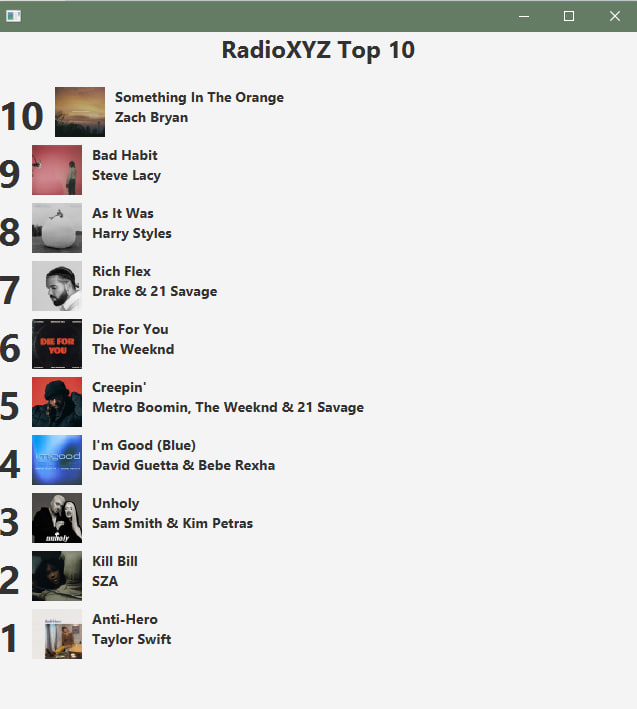 RadioXYZ Top 10
10
Something In The Orange
Zach Bryan
9
Bad Habit
Steve Lacy
8
As It Was
Harry Styles
7
Rich Flex
Drake & 21 Savage
6
DIE FOR
YOU
Die For You
The Weeknd
5
Creepin'
Metro Boomin, The Weeknd & 21 Savage
4
im good
I'm Good (Blue)
David Guetta & Bebe Rexha
3
unholy
Unholy
Sam Smith & Kim Petras
2
Kill Bill
SZA
1
Anti-Hero
Taylor Swift